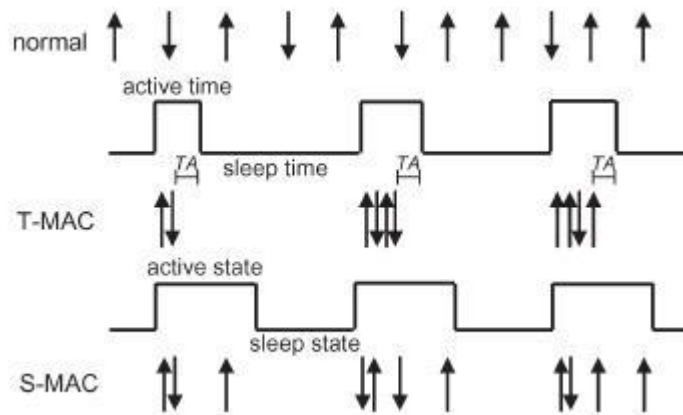 normal
active time
TA
sleep time
TA
TA
T-MAC
active state
sleep state
S-MAC